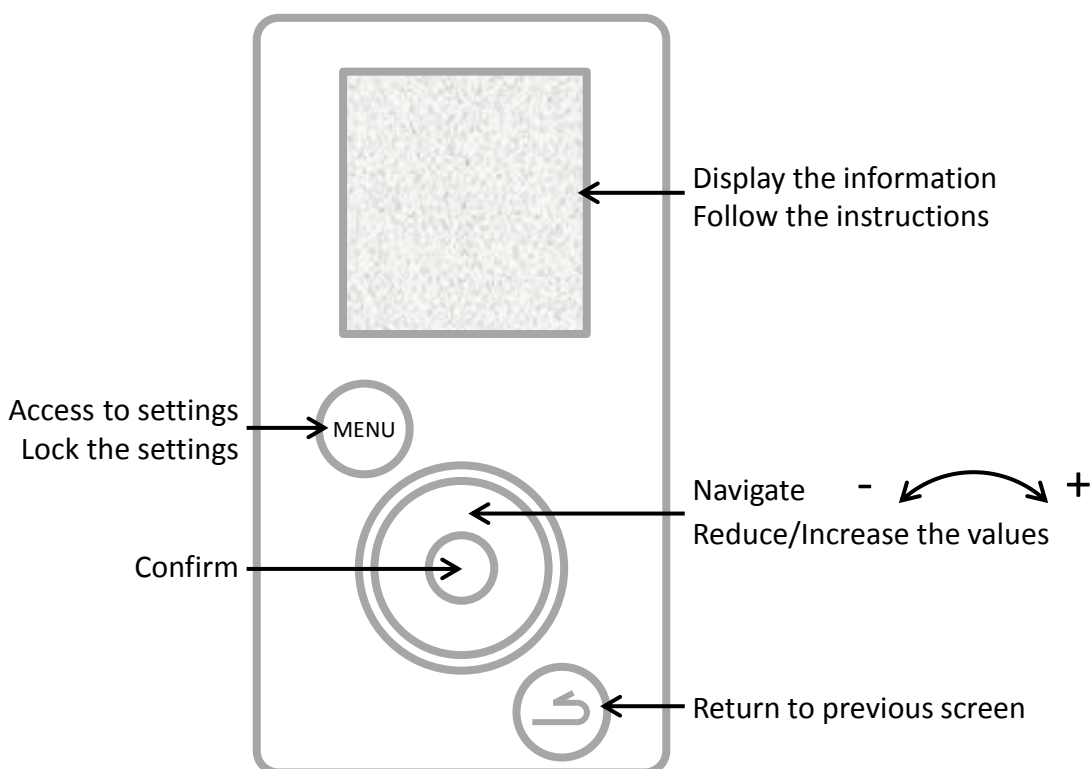 Display the information
Follow the instructions
Access to settings
Lock the settings
MENU
Navigate - +
Reduce/Increase the values
Confirm
Return to previous screen